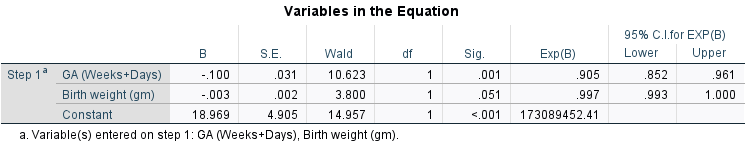 Variables in the Equation
95% C.I.for EXP(B)
B S.E. Wald df Sig. Exp(B) Lower Upper
Step 1a GA (Weeks+Days) -.100 .031 10.623 1 .001 .905 .852 .961
Birth weight (gm) -.003 .002 3.800 1 .051 .997 .993 1.000
Constant 18.969 4.905 14.957 1 <.001 173089452.41
a. Variable(s) entered on step 1: GA (Weeks+Days), Birth weight (gm).